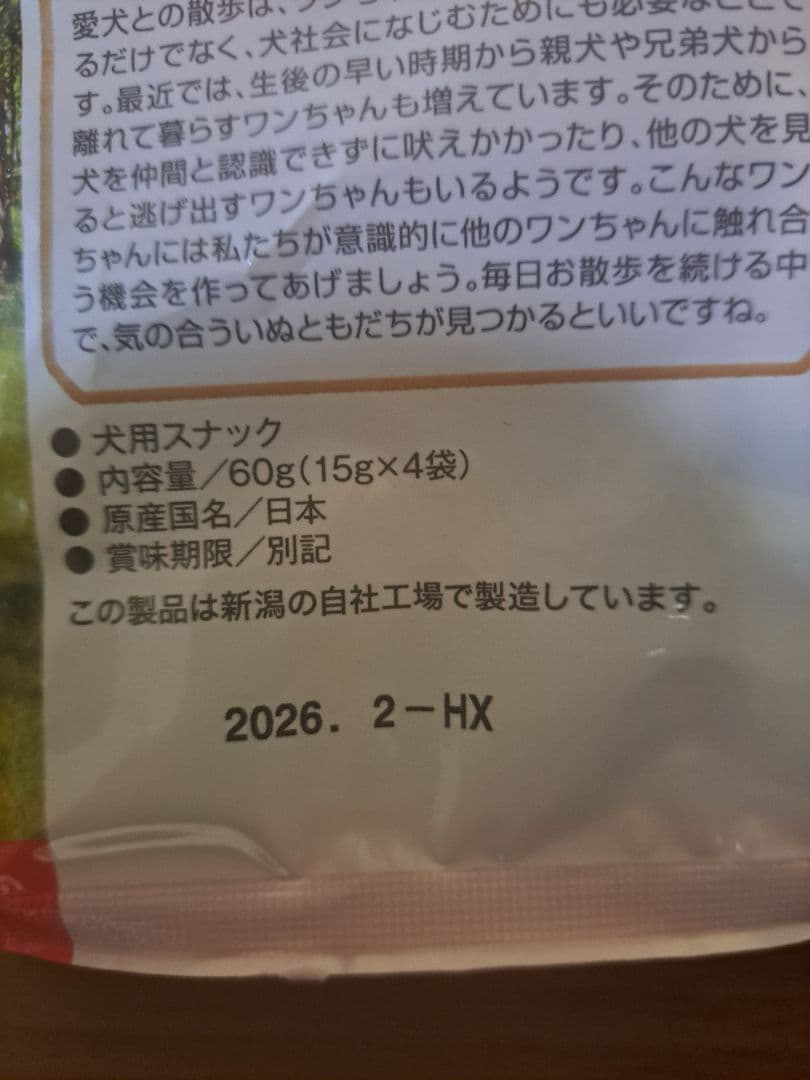 愛犬との散歩は、ワンちゃ
るだけでなく、犬社会になじむためにも必要なことで
す。最近では、生後の早い時期から親犬や兄弟犬から
離れて暮らすワンちゃんも増えています。そのために、
犬を仲間と認識できずに吠えかかったり、他の犬を見
ると逃げ出すワンちゃんもいるようです。こんなワン
ちゃんには私たちが意識的に他のワンちゃんに触れ合
う機会を作ってあげましょう。毎日お散歩を続ける中
で、気の合ういぬともだちが見つかるといいですね。
● 犬用スナック
● 内容量／60g(15g×4袋)
● 原産国名／日本
● 賞味期限／別記
この製品は新潟の自社工場で製造しています。
2026. 2－HX